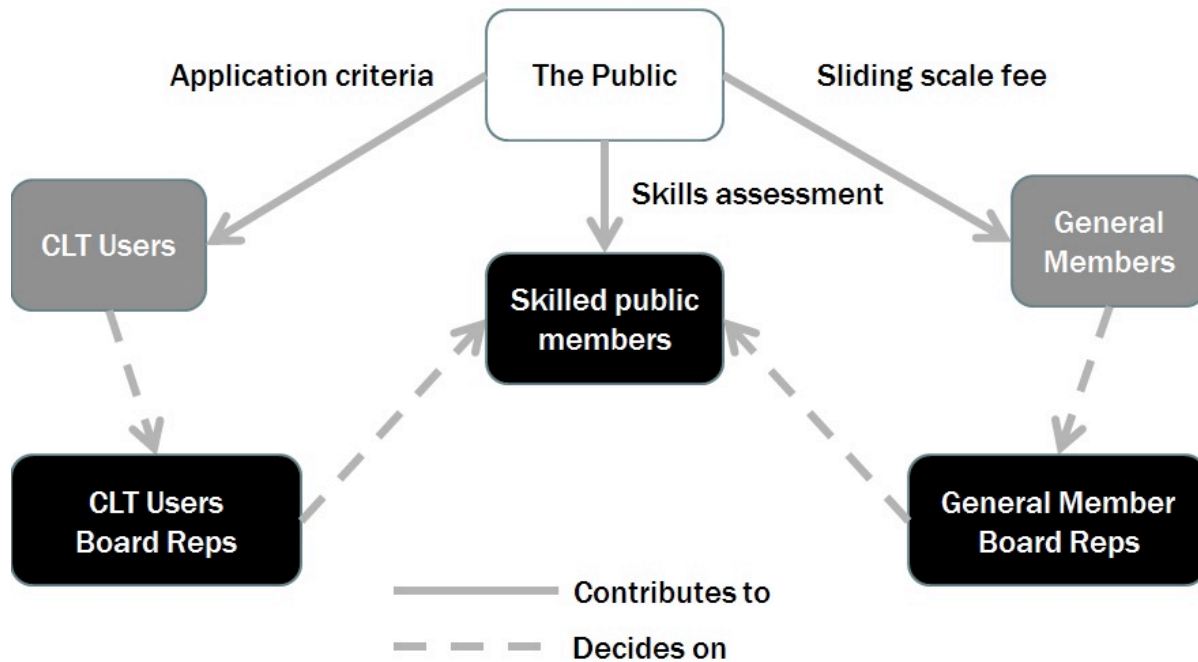 Application criteria
The Public
Sliding scale fee
Skills assessment
CLT Users
General
Members
Skilled public
members
CLT Users
Board Reps
General Member
Board Reps
Contributes to
Decides on